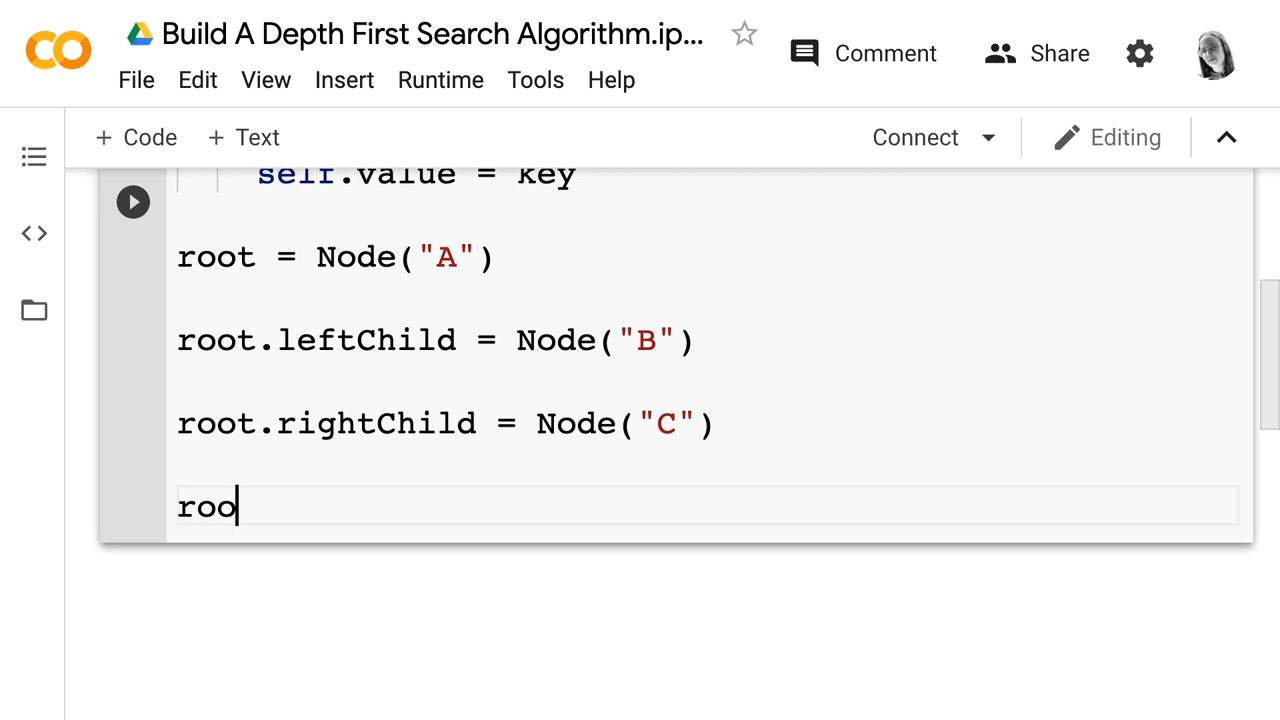 Build A Depth First Search Algorithm.ip...
File Edit View Insert Runtime Tools Help
Comment Share
+ Code + Text
Connect Editing
self.value = key
root = Node("A")
root.leftChild = Node("B")
root.rightChild = Node("C")
roo